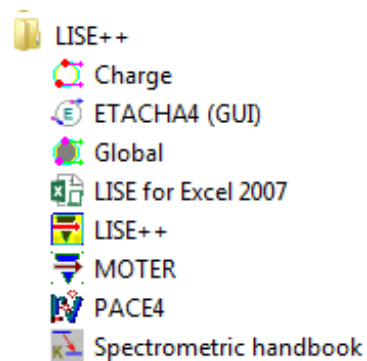 LISE++
Charge
ETACHA4 (GUI)
Global
LISE for Excel 2007
LISE++
MOTER
PACE4
Spectrometric handbook